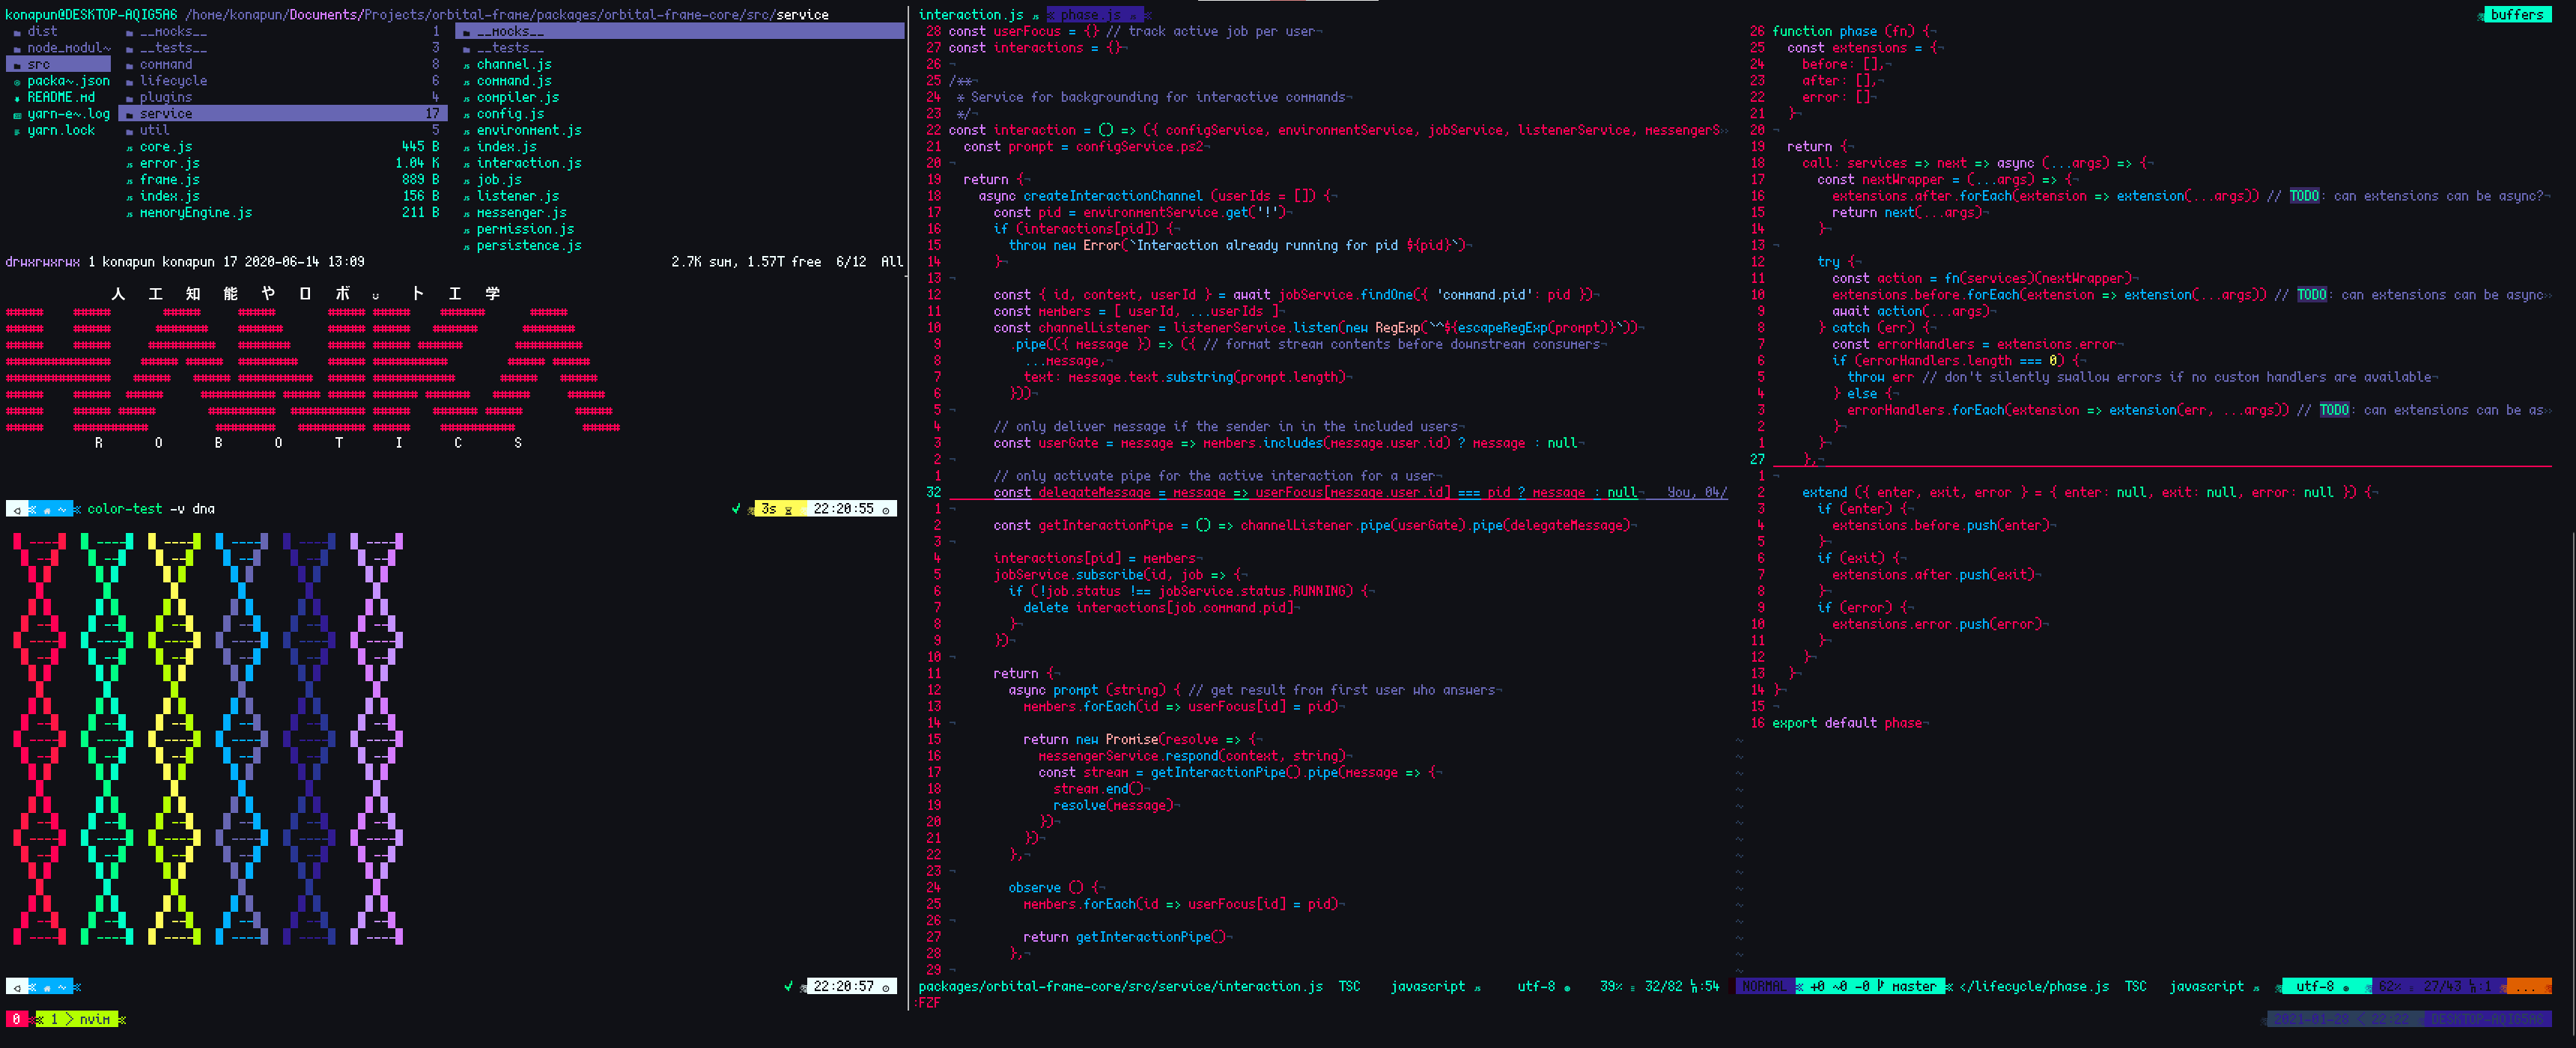 konapun@DESKTOP-AQIG5A6 /home/konapun/Documents/Projects/orbital-frame/packages/orbital-frame-core/src/service
dist
node_modul~
src
packa~.json
README.md
yarn-e~.log
yarn.lock
__mocks__ 1
__tests__ 3
command 8
lifecycle 6
plugins 4
service 17
util 5
core.js 445 B
error.js 1.04 K
frame.js 889 B
index.js 156 B
memoryEngine.js 211 B
__mocks__
__tests__
channel.js
command.js
compiler.js
config.js
environment.js
index.js
interaction.js
job.js
listener.js
messenger.js
permission.js
persistence.js
drwxrwxrwx 1 konapun konapun 17 2020-06-14 13:09 2.7K sum, 1.57T free 6/12 All
人 工 知 能 や ロ ボ ッ ト 工 学
R O B O T I C S
~ color-test -v dna 3s 22:20:55
~ 22:20:57
0 1 > nvim
interaction.js phase.js buffers
28 const userFocus = {} // track active job per user¬
27 const interactions = {}¬
26 ¬
25 /**¬
24  * Service for backgrounding for interactive commands¬
23  */¬
22 const interaction = () => ({ configService, environmentService, jobService, listenerService, messengerS»
21   const prompt = configService.ps2¬
20 ¬
19   return {¬
18     async createInteractionChannel (userIds = []) {¬
17       const pid = environmentService.get('!')¬
16       if (interactions[pid]) {¬
15         throw new Error(`Interaction already running for pid ${pid}`)¬
14       }¬
13 ¬
12       const { id, context, userId } = await jobService.findOne({ 'command.pid': pid })¬
11       const members = [ userId, ...userIds ]¬
10       const channelListener = listenerService.listen(new RegExp(`^${escapeRegExp(prompt)}`))¬
9         .pipe(({ message }) => ({ // format stream contents before downstream consumers¬
8           ...message,¬
7           text: message.text.substring(prompt.length)¬
6         }))¬
5 ¬
4       // only deliver message if the sender in in the included users¬
3       const userGate = message => members.includes(message.user.id) ? message : null¬
2 ¬
1       // only activate pipe for the active interaction for a user¬
32       const delegateMessage = message => userFocus[message.user.id] === pid ? message : null¬ You, 04/
1 ¬
2       const getInteractionPipe = () => channelListener.pipe(userGate).pipe(delegateMessage)¬
3 ¬
4       interactions[pid] = members¬
5       jobService.subscribe(id, job => {¬
6         if (!job.status !== jobService.status.RUNNING) {¬
7           delete interactions[job.command.pid]¬
8         }¬
9       })¬
10 ¬
11       return {¬
12         async prompt (string) { // get result from first user who answers¬
13           members.forEach(id => userFocus[id] = pid)¬
14 ¬
15           return new Promise(resolve => {¬
16             messengerService.respond(context, string)¬
17             const stream = getInteractionPipe().pipe(message => {¬
18               stream.end()¬
19               resolve(message)¬
20             })¬
21           })¬
22         },¬
23 ¬
24         observe () {¬
25           members.forEach(id => userFocus[id] = pid)¬
26 ¬
27           return getInteractionPipe()¬
28         },¬
29 ¬
packages/orbital-frame-core/src/service/interaction.js TSC javascript utf-8 39% 32/82 :54
:FZF
26 function phase (fn) {¬
25   const extensions = {¬
24     before: [],¬
23     after: [],¬
22     error: []¬
21   }¬
20 ¬
19   return {¬
18     call: services => next => async (...args) => {¬
17       const nextWrapper = (...args) => {¬
16         extensions.after.forEach(extension => extension(...args)) // TODO: can extensions can be async?¬
15         return next(...args)¬
14       }¬
13 ¬
12       try {¬
11         const action = fn(services)(nextWrapper)¬
10         extensions.before.forEach(extension => extension(...args)) // TODO: can extensions can be async»
9         await action(...args)¬
8       } catch (err) {¬
7         const errorHandlers = extensions.error¬
6         if (errorHandlers.length === 0) {¬
5           throw err // don't silently swallow errors if no custom handlers are available¬
4         } else {¬
3           errorHandlers.forEach(extension => extension(err, ...args)) // TODO: can extensions can be as»
2         }¬
1       }¬
27     },¬
1 ¬
2     extend ({ enter, exit, error } = { enter: null, exit: null, error: null }) {¬
3       if (enter) {¬
4         extensions.before.push(enter)¬
5       }¬
6       if (exit) {¬
7         extensions.after.push(exit)¬
8       }¬
9       if (error) {¬
10         extensions.error.push(error)¬
11       }¬
12     }¬
13   }¬
14 }¬
15 ¬
16 export default phase¬
NORMAL +0 ~0 -0 master </lifecycle/phase.js TSC javascript utf-8 62% 27/43 :1 ...
2021-01-28 < 22:22 DESKTOP-AQIG5A6